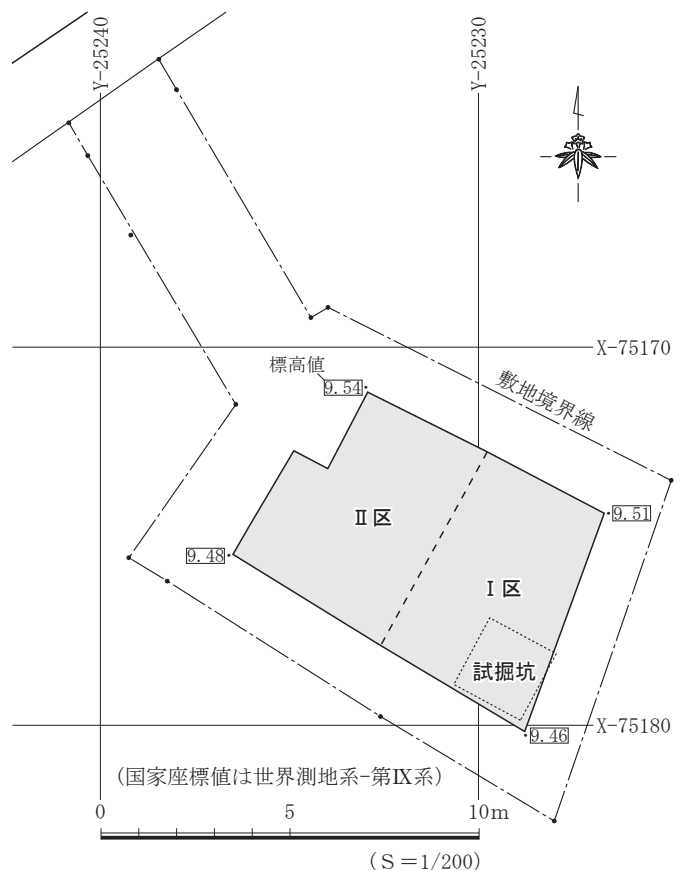 Y-25240
Y-25230
X-75170
標高値
9.54
敷地境界線
9.51
Ⅱ区
9.48
Ⅰ区
試掘坑
X-75180
9.46
(国家座標値は世界測地系-第Ⅸ系)
0 5 10m
(S=1/200)